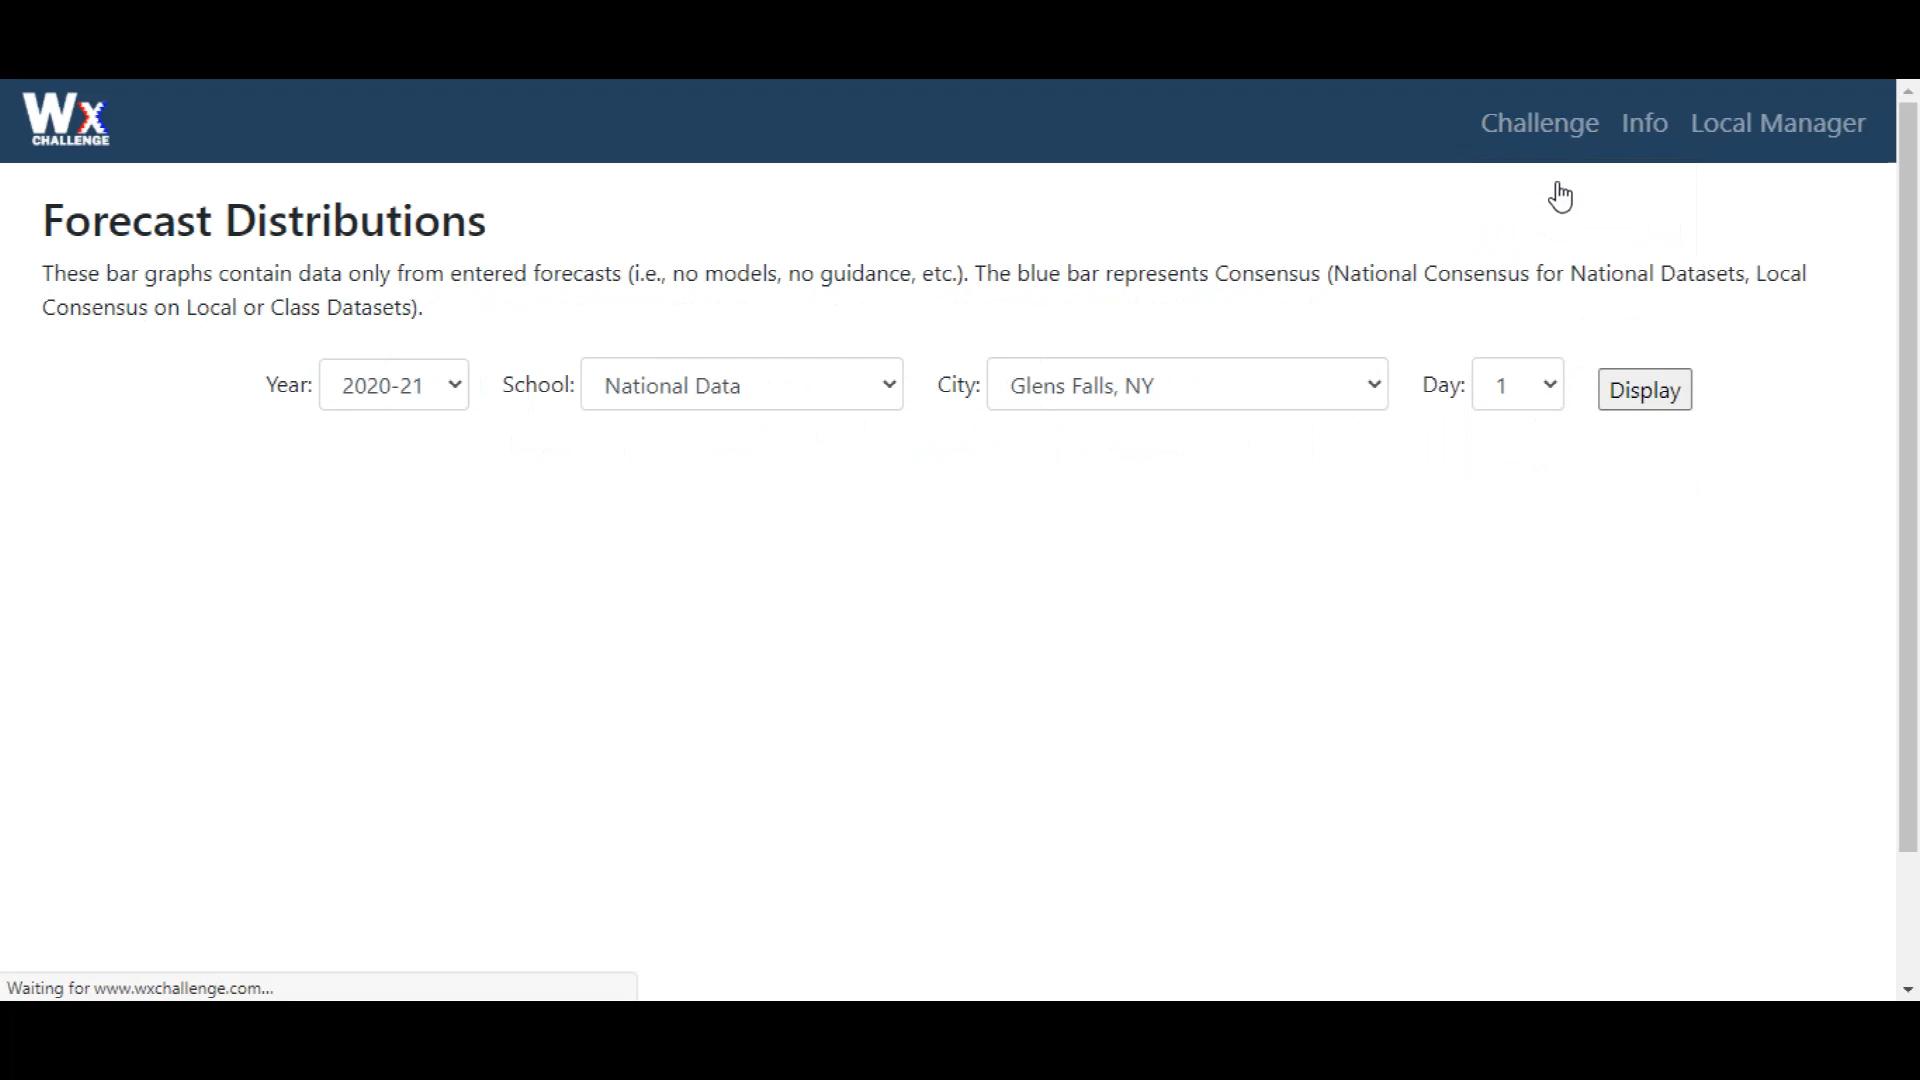 Wx
CHALLENGE
Challenge Info Local Manager
Forecast Distributions
These bar graphs contain data only from entered forecasts (i.e., no models, no guidance, etc.). The blue bar represents Consensus (National Consensus for National Datasets, Local
Consensus on Local or Class Datasets).
Year: 2020-21 School: National Data City: Glens Falls, NY Day: 1 Display
Waiting for www.wxchallenge.com...